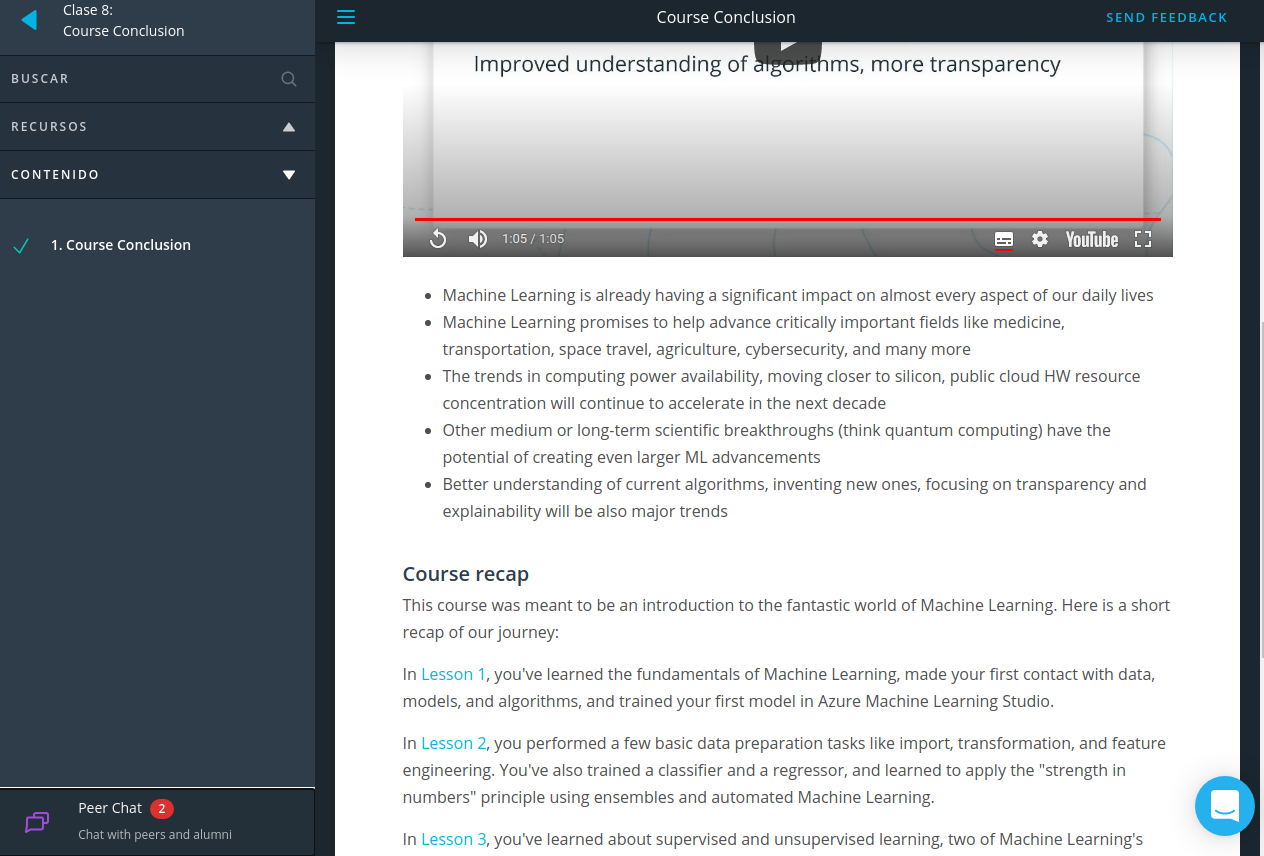 Clase 8:
Course Conclusion
BUSCAR
RECURSOS
CONTENIDO
1. Course Conclusion
Peer Chat 2
Chat with peers and alumni
Course Conclusion
SEND FEEDBACK
Improved understanding of algorithms, more transparency
1:05 / 1:05
YouTube
Machine Learning is already having a significant impact on almost every aspect of our daily lives
Machine Learning promises to help advance critically important fields like medicine,
transportation, space travel, agriculture, cybersecurity, and many more
The trends in computing power availability, moving closer to silicon, public cloud HW resource
concentration will continue to accelerate in the next decade
Other medium or long-term scientific breakthroughs (think quantum computing) have the
potential of creating even larger ML advancements
Better understanding of current algorithms, inventing new ones, focusing on transparency and
explainability will be also major trends
Course recap
This course was meant to be an introduction to the fantastic world of Machine Learning. Here is a short
recap of our journey:
In Lesson 1, you've learned the fundamentals of Machine Learning, made your first contact with data,
models, and algorithms, and trained your first model in Azure Machine Learning Studio.
In Lesson 2, you performed a few basic data preparation tasks like import, transformation, and feature
engineering. You've also trained a classifier and a regressor, and learned to apply the "strength in
numbers" principle using ensembles and automated Machine Learning.
In Lesson 3, you've learned about supervised and unsupervised learning, two of Machine Learning's